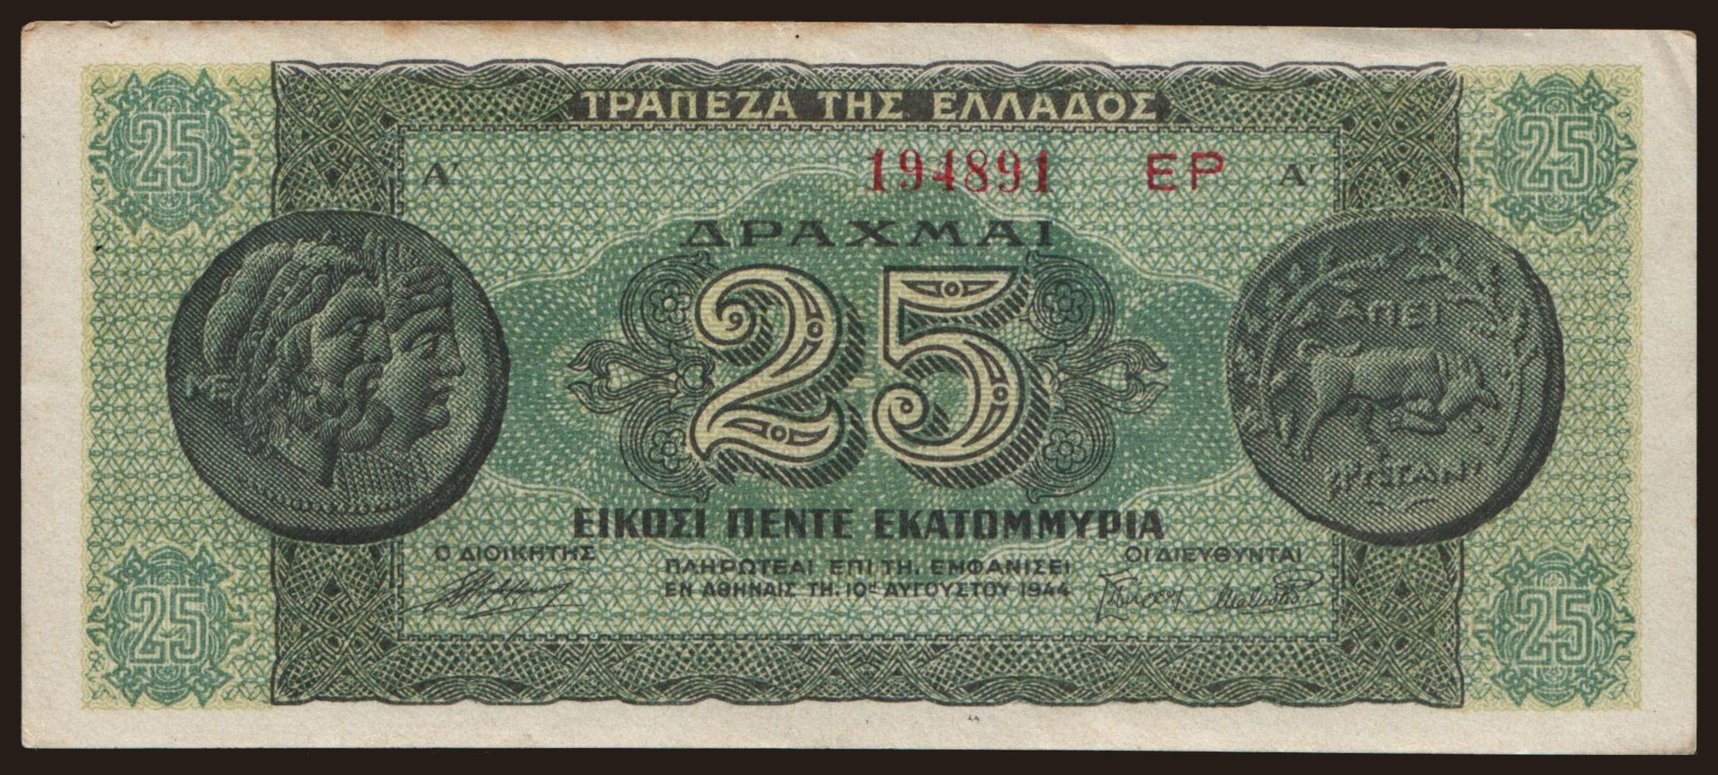 ΤΡΑΠΕΖΑ ΤΗΣ ΕΛΛΑΔΟΣ
25 25
Α' 194891 ΕΡ Α'
ΔΡΑΧΜΑΙ
25
ΑΠΕΙ
ΕΙΚΟΣΙ ΠΕΝΤΕ ΕΚΑΤΟΜΜΥΡΙΑ
Ο ΔΙΟΙΚΗΤΗΣ ΟΙ ΔΙΕΥΘΥΝΤΑΙ
ΠΛΗΡΩΤΕΑΙ ΕΠΙ ΤΗ. ΕΜΦΑΝΙΣΕΙ
ΕΝ ΑΘΗΝΑΙΣ ΤΗ. 10ῃ ΑΥΓΟΥΣΤΟΥ 1944
25 25